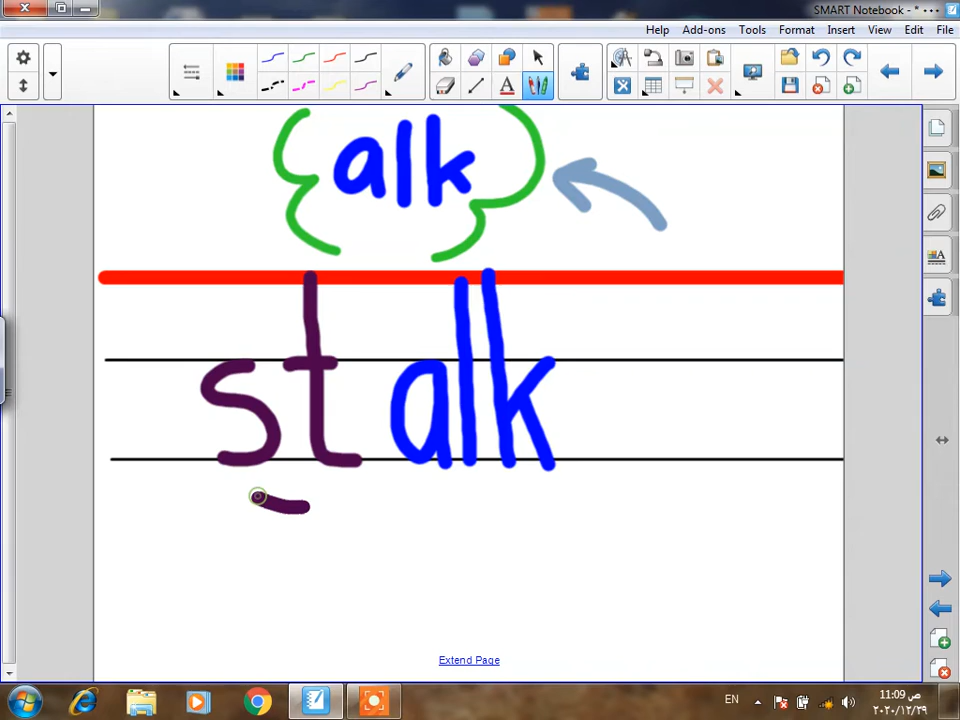 SMART Notebook - *
Help Add-ons Tools Format Insert View Edit File
alk
stalk
Extend Page
EN
11:09 ص
٢٠٢٠/١٢/٢٩